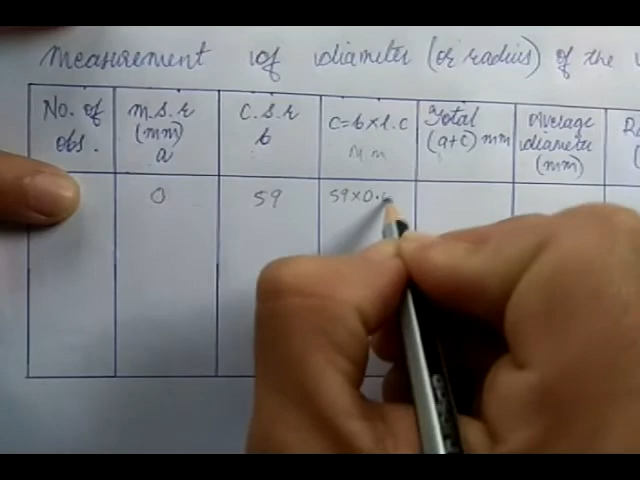 Measurement of diameter (or radius) of the
No. of obs.
M.S.R (mm) a
C.S.R b
C=b×L.C mm
Total (a+c) mm
Average diameter (mm)
0
59
59×0.